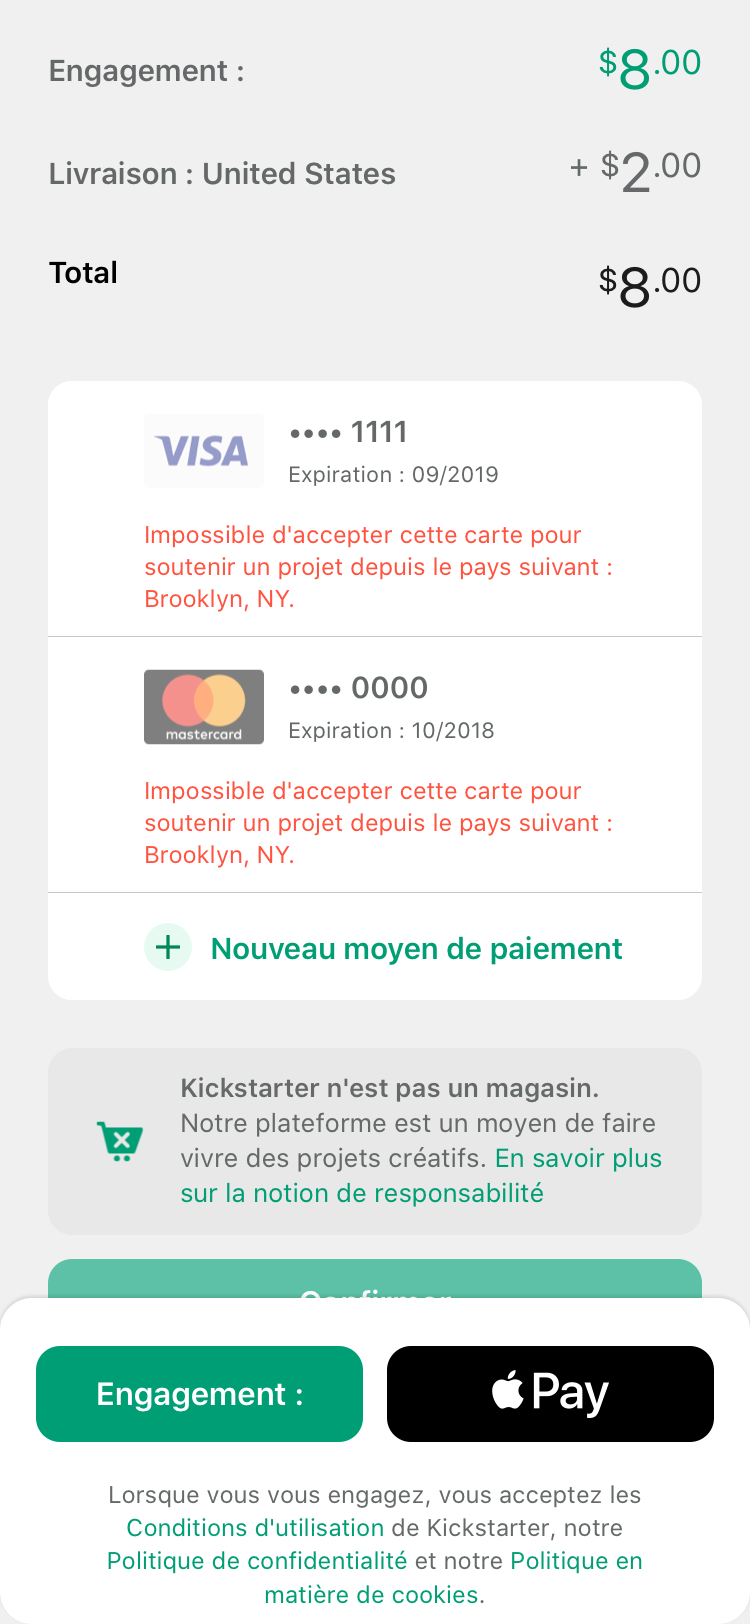 Engagement : $8.00
Livraison : United States + $2.00
Total $8.00
VISA •••• 1111
Expiration : 09/2019
Impossible d'accepter cette carte pour
soutenir un projet depuis le pays suivant :
Brooklyn, NY.
•••• 0000
mastercard Expiration : 10/2018
Impossible d'accepter cette carte pour
soutenir un projet depuis le pays suivant :
Brooklyn, NY.
+ Nouveau moyen de paiement
Kickstarter n'est pas un magasin.
Notre plateforme est un moyen de faire
vivre des projets créatifs. En savoir plus
sur la notion de responsabilité
Confirmer
Engagement : Pay
Lorsque vous vous engagez, vous acceptez les
Conditions d'utilisation de Kickstarter, notre
Politique de confidentialité et notre Politique en
matière de cookies.